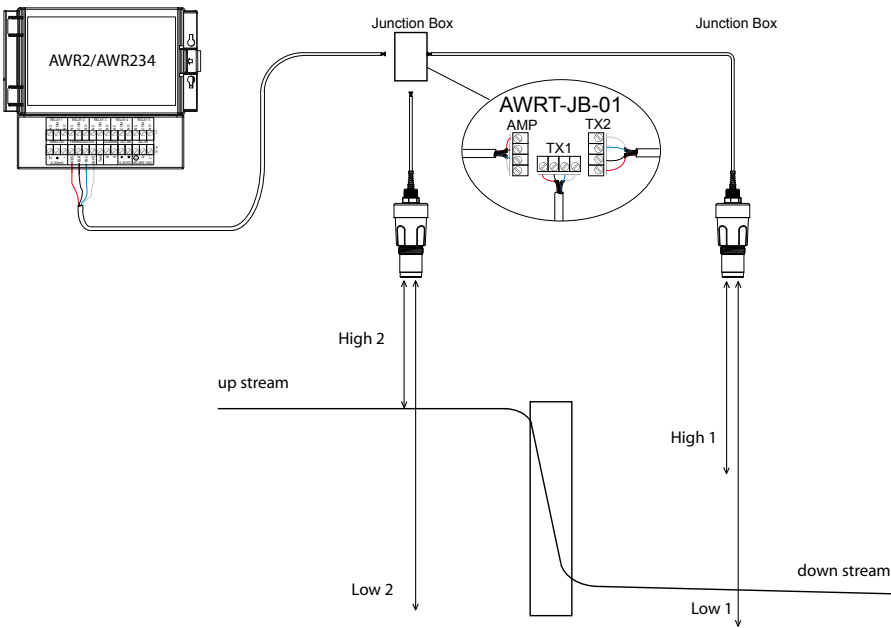 Junction Box
Junction Box
AWR2/AWR234
AWRT-JB-01
AMP
TX1
TX2
High 2
up stream
High 1
Low 2
down stream
Low 1